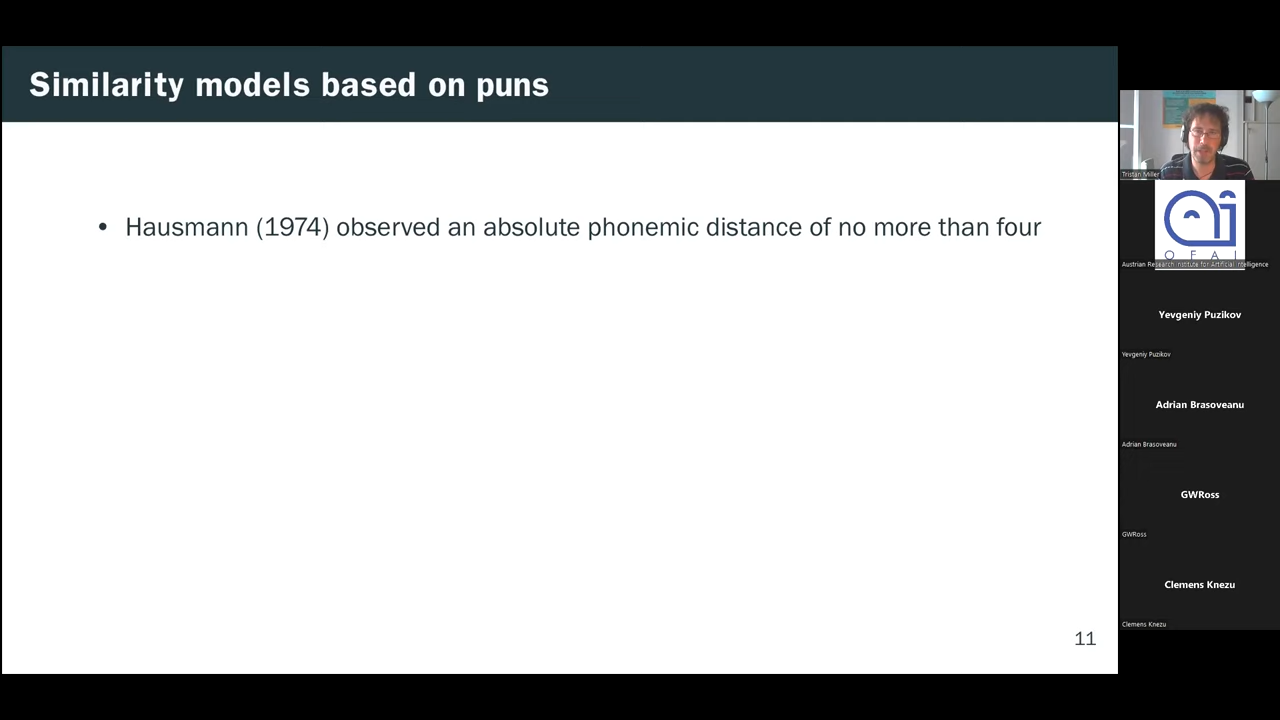 Similarity models based on puns
• Hausmann (1974) observed an absolute phonemic distance of no more than four
11
Tristan Miller
OFAI
Austrian Research Institute for Artificial Intelligence
Yevgeniy Puzikov
Yevgeniy Puzikov
Adrian Brasoveanu
Adrian Brasoveanu
GWRoss
GWRoss
Clemens Knezu
Clemens Knezu